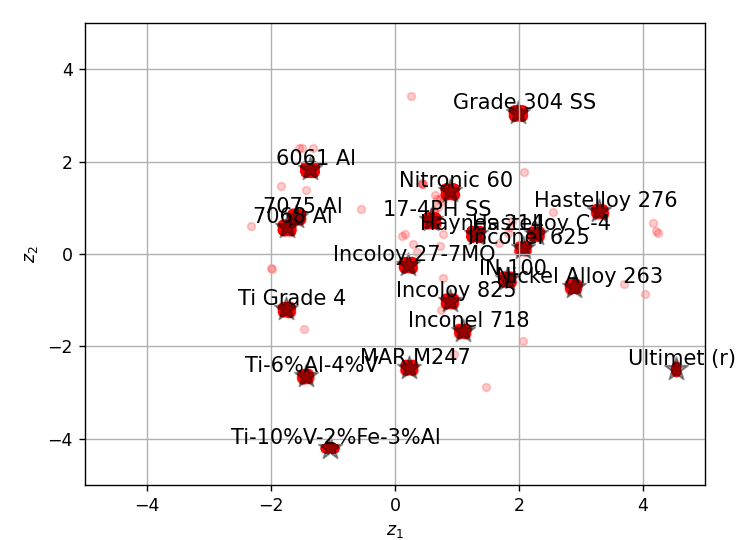 4
2
0
−2
−4
z2
Grade 304 SS
6061 Al
Nitronic 60
Hastelloy 276
17-4PH SS
7075 Al
7068 Al
Haynes 214
Hastelloy C-4
Inconel 625
Incoloy 27-7MO
IN 100
Nickel Alloy 263
Incoloy 825
Ti Grade 4
Inconel 718
MAR M247
Ultimet (r)
Ti-6%Al-4%V
Ti-10%V-2%Fe-3%Al
−4
−2
0
2
4
z1